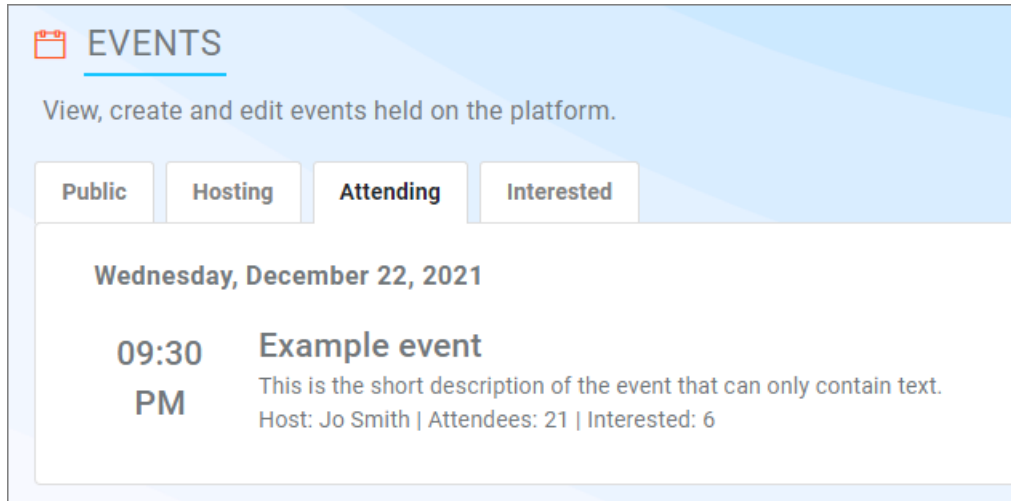 EVENTS
View, create and edit events held on the platform.
Public Hosting Attending Interested
Wednesday, December 22, 2021
09:30
PM
Example event
This is the short description of the event that can only contain text.
Host: Jo Smith | Attendees: 21 | Interested: 6